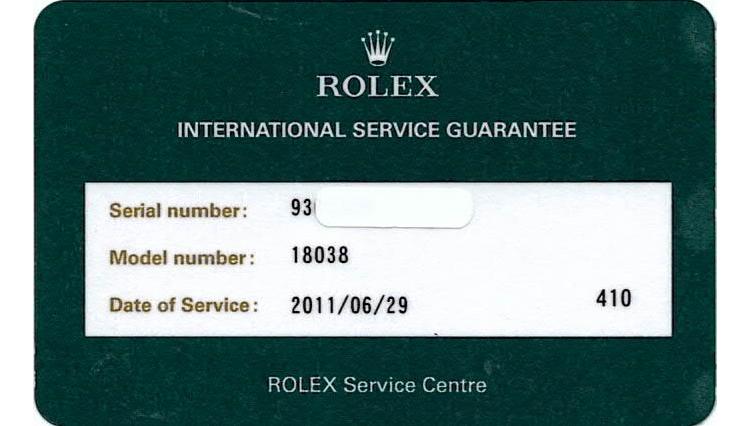 ROLEX
INTERNATIONAL SERVICE GUARANTEE
Serial number: 93
Model number: 18038
Date of Service: 2011/06/29 410
ROLEX Service Centre